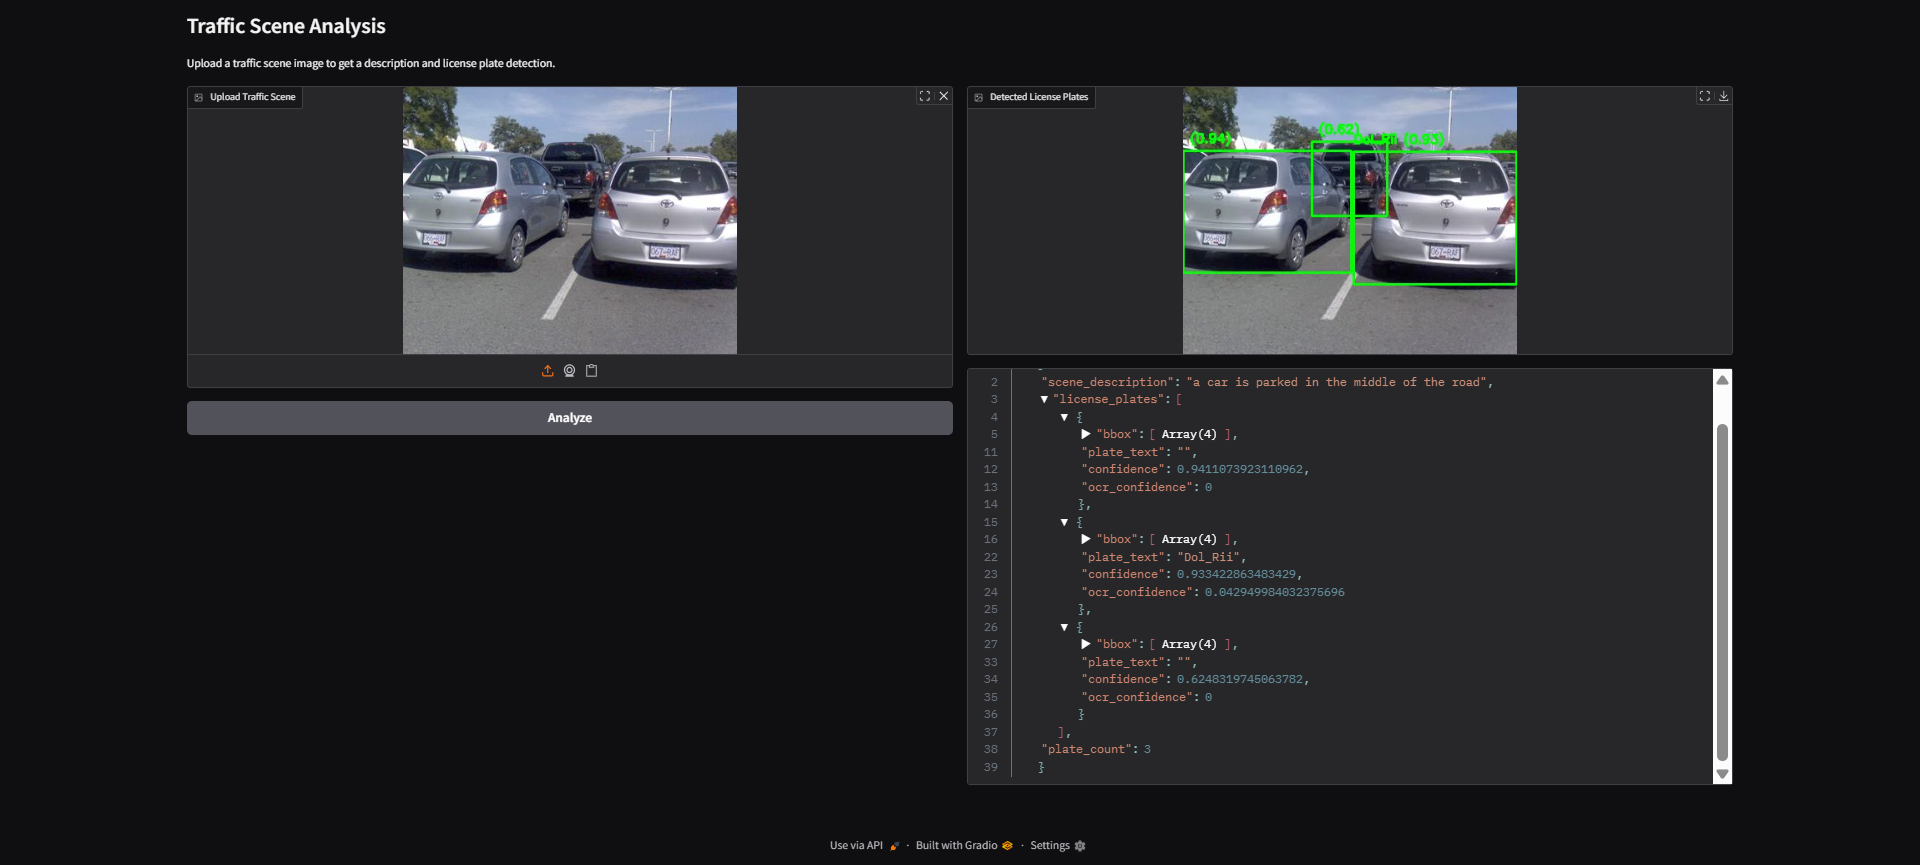 Traffic Scene Analysis
Upload a traffic scene image to get a description and license plate detection.
Upload Traffic Scene
Analyze
Detected License Plates
(0.94)
(0.62)
Dol_Rii (0.93)
2 "scene_description": "a car is parked in the middle of the road",
3 "license_plates": [
4 {
5 "bbox": [ Array(4) ],
11 "plate_text": "",
12 "confidence": 0.9411073923110962,
13 "ocr_confidence": 0
14 },
15 {
16 "bbox": [ Array(4) ],
22 "plate_text": "Dol_Rii",
23 "confidence": 0.933422863483429,
24 "ocr_confidence": 0.042949984032375696
25 },
26 {
27 "bbox": [ Array(4) ],
33 "plate_text": "",
34 "confidence": 0.6248319745063782,
35 "ocr_confidence": 0
36 }
37 ],
38 "plate_count": 3
39 }
Use via API · Built with Gradio · Settings